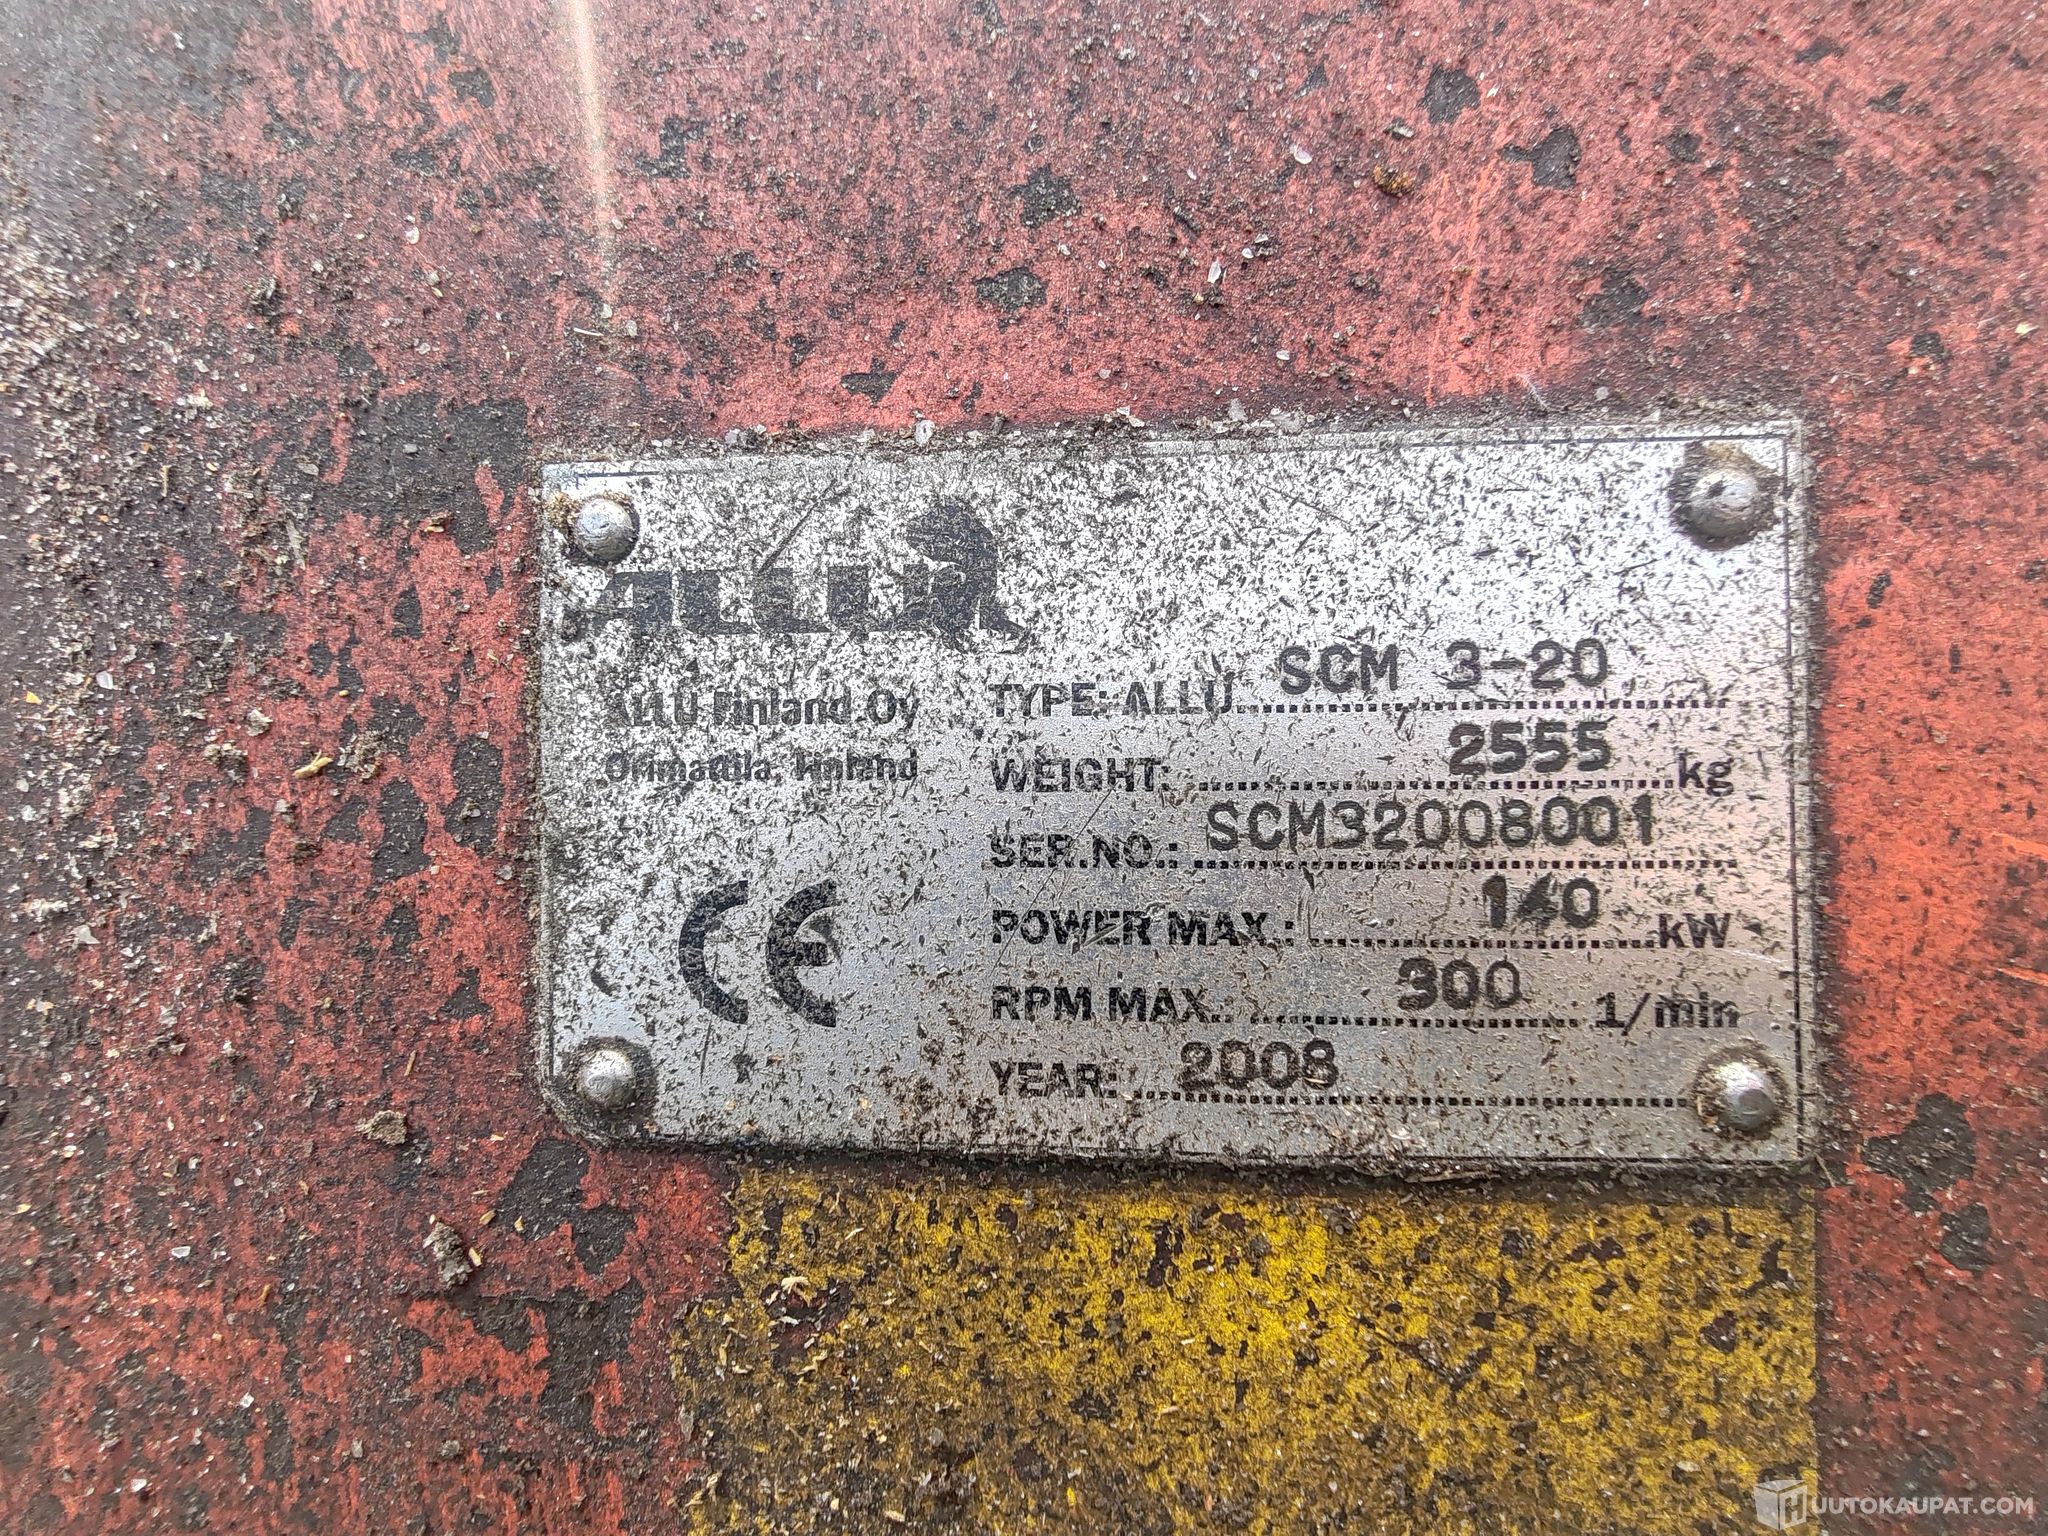 ALLU
ALLU Finland Oy
Orimattila, Finland
CE
TYPE: ALLU SCM 3-20
WEIGHT: 2555 kg
SER.NO.: SCM32008001
POWER MAX.: 140 kW
RPM MAX.: 300 1/min
YEAR: 2008
HUUTOKAUPAT.COM